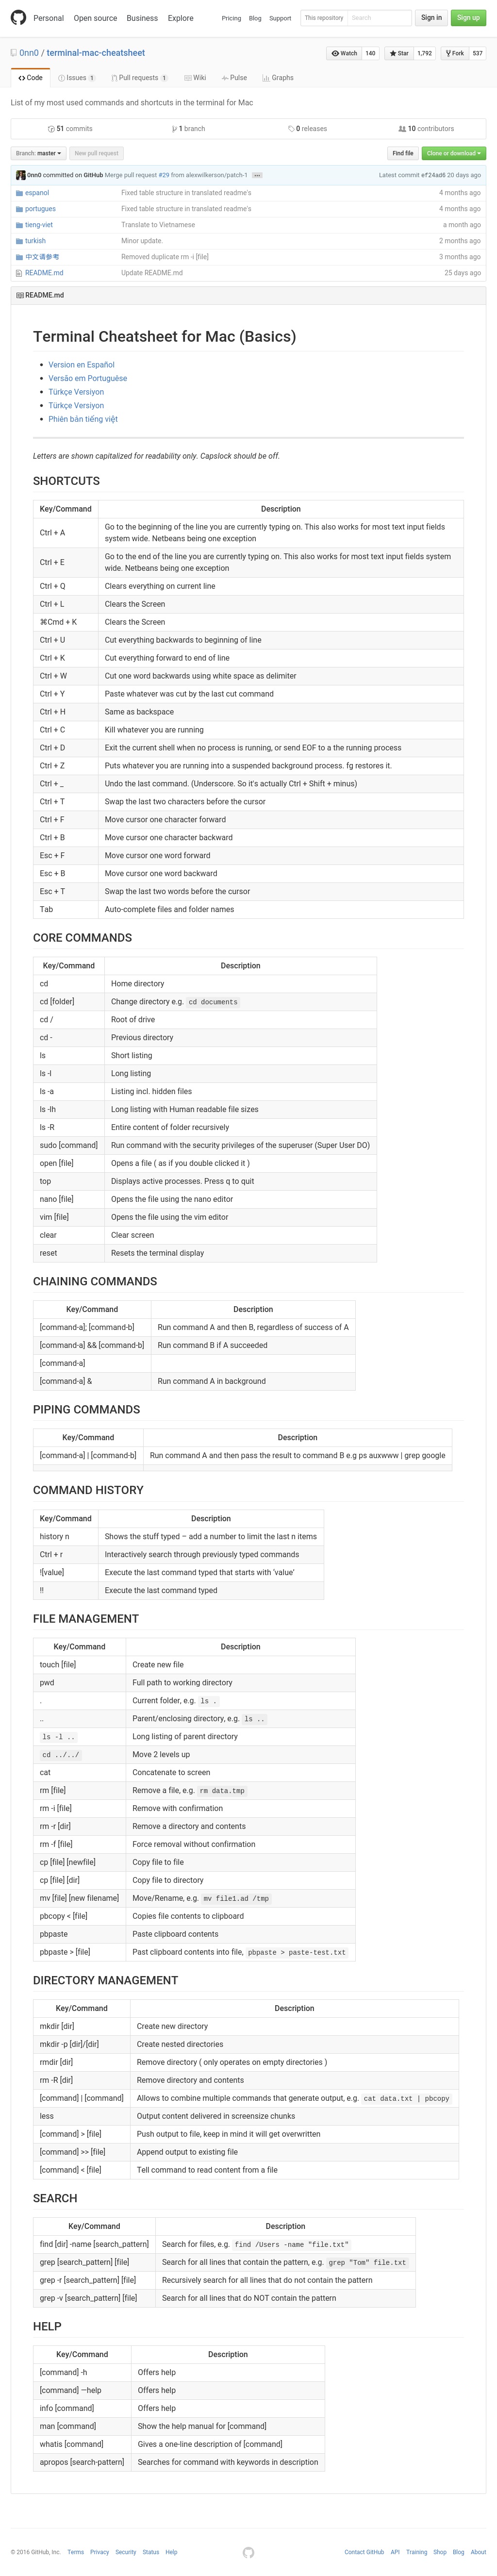 Personal Open source Business Explore Pricing Blog Support This repository Search Sign in Sign up
0nn0 / terminal-mac-cheatsheet Watch 140 Star 1,792 Fork 537
Code Issues 1 Pull requests 1 Wiki Pulse Graphs
List of my most used commands and shortcuts in the terminal for Mac
51 commits 1 branch 0 releases 10 contributors
Branch: master New pull request Find file Clone or download
0nn0 committed on GitHub Merge pull request #29 from alexwilkerson/patch-1 … Latest commit ef24ad6 20 days ago
espanol Fixed table structure in translated readme's 4 months ago
portugues Fixed table structure in translated readme's 4 months ago
tieng-viet Translate to Vietnamese a month ago
turkish Minor update. 2 months ago
中文请参考 Removed duplicate rm -i [file] 3 months ago
README.md Update README.md 25 days ago
README.md
Terminal Cheatsheet for Mac (Basics)
• Version en Español
• Versão em Portuguêse
• Türkçe Versiyon
• Türkçe Versiyon
• Phiên bản tiếng việt
Letters are shown capitalized for readability only. Capslock should be off.
SHORTCUTS
Key/Command Description
Ctrl + A Go to the beginning of the line you are currently typing on. This also works for most text input fields
system wide. Netbeans being one exception
Ctrl + E Go to the end of the line you are currently typing on. This also works for most text input fields system
wide. Netbeans being one exception
Ctrl + Q Clears everything on current line
Ctrl + L Clears the Screen
⌘Cmd + K Clears the Screen
Ctrl + U Cut everything backwards to beginning of line
Ctrl + K Cut everything forward to end of line
Ctrl + W Cut one word backwards using white space as delimiter
Ctrl + Y Paste whatever was cut by the last cut command
Ctrl + H Same as backspace
Ctrl + C Kill whatever you are running
Ctrl + D Exit the current shell when no process is running, or send EOF to a the running process
Ctrl + Z Puts whatever you are running into a suspended background process. fg restores it.
Ctrl + _ Undo the last command. (Underscore. So it's actually Ctrl + Shift + minus)
Ctrl + T Swap the last two characters before the cursor
Ctrl + F Move cursor one character forward
Ctrl + B Move cursor one character backward
Esc + F Move cursor one word forward
Esc + B Move cursor one word backward
Esc + T Swap the last two words before the cursor
Tab Auto-complete files and folder names
CORE COMMANDS
Key/Command Description
cd Home directory
cd [folder] Change directory e.g. cd documents
cd / Root of drive
cd - Previous directory
ls Short listing
ls -l Long listing
ls -a Listing incl. hidden files
ls -lh Long listing with Human readable file sizes
ls -R Entire content of folder recursively
sudo [command] Run command with the security privileges of the superuser (Super User DO)
open [file] Opens a file ( as if you double clicked it )
top Displays active processes. Press q to quit
nano [file] Opens the file using the nano editor
vim [file] Opens the file using the vim editor
clear Clear screen
reset Resets the terminal display
CHAINING COMMANDS
Key/Command Description
[command-a]; [command-b] Run command A and then B, regardless of success of A
[command-a] && [command-b] Run command B if A succeeded
[command-a]
[command-a] & Run command A in background
PIPING COMMANDS
Key/Command Description
[command-a] | [command-b] Run command A and then pass the result to command B e.g ps auxwww | grep google
COMMAND HISTORY
Key/Command Description
history n Shows the stuff typed – add a number to limit the last n items
Ctrl + r Interactively search through previously typed commands
![value] Execute the last command typed that starts with ‘value’
!! Execute the last command typed
FILE MANAGEMENT
Key/Command Description
touch [file] Create new file
pwd Full path to working directory
. Current folder, e.g. ls .
.. Parent/enclosing directory, e.g. ls ..
ls -l .. Long listing of parent directory
cd ../../ Move 2 levels up
cat Concatenate to screen
rm [file] Remove a file, e.g. rm data.tmp
rm -i [file] Remove with confirmation
rm -r [dir] Remove a directory and contents
rm -f [file] Force removal without confirmation
cp [file] [newfile] Copy file to file
cp [file] [dir] Copy file to directory
mv [file] [new filename] Move/Rename, e.g. mv file1.ad /tmp
pbcopy < [file] Copies file contents to clipboard
pbpaste Paste clipboard contents
pbpaste > [file] Past clipboard contents into file, pbpaste > paste-test.txt
DIRECTORY MANAGEMENT
Key/Command Description
mkdir [dir] Create new directory
mkdir -p [dir]/[dir] Create nested directories
rmdir [dir] Remove directory ( only operates on empty directories )
rm -R [dir] Remove directory and contents
[command] | [command] Allows to combine multiple commands that generate output, e.g. cat data.txt | pbcopy
less Output content delivered in screensize chunks
[command] > [file] Push output to file, keep in mind it will get overwritten
[command] >> [file] Append output to existing file
[command] < [file] Tell command to read content from a file
SEARCH
Key/Command Description
find [dir] -name [search_pattern] Search for files, e.g. find /Users -name "file.txt"
grep [search_pattern] [file] Search for all lines that contain the pattern, e.g. grep "Tom" file.txt
grep -r [search_pattern] [file] Recursively search for all lines that do not contain the pattern
grep -v [search_pattern] [file] Search for all lines that do NOT contain the pattern
HELP
Key/Command Description
[command] -h Offers help
[command] —help Offers help
info [command] Offers help
man [command] Show the help manual for [command]
whatis [command] Gives a one-line description of [command]
apropos [search-pattern] Searches for command with keywords in description
© 2016 GitHub, Inc. Terms Privacy Security Status Help Contact GitHub API Training Shop Blog About